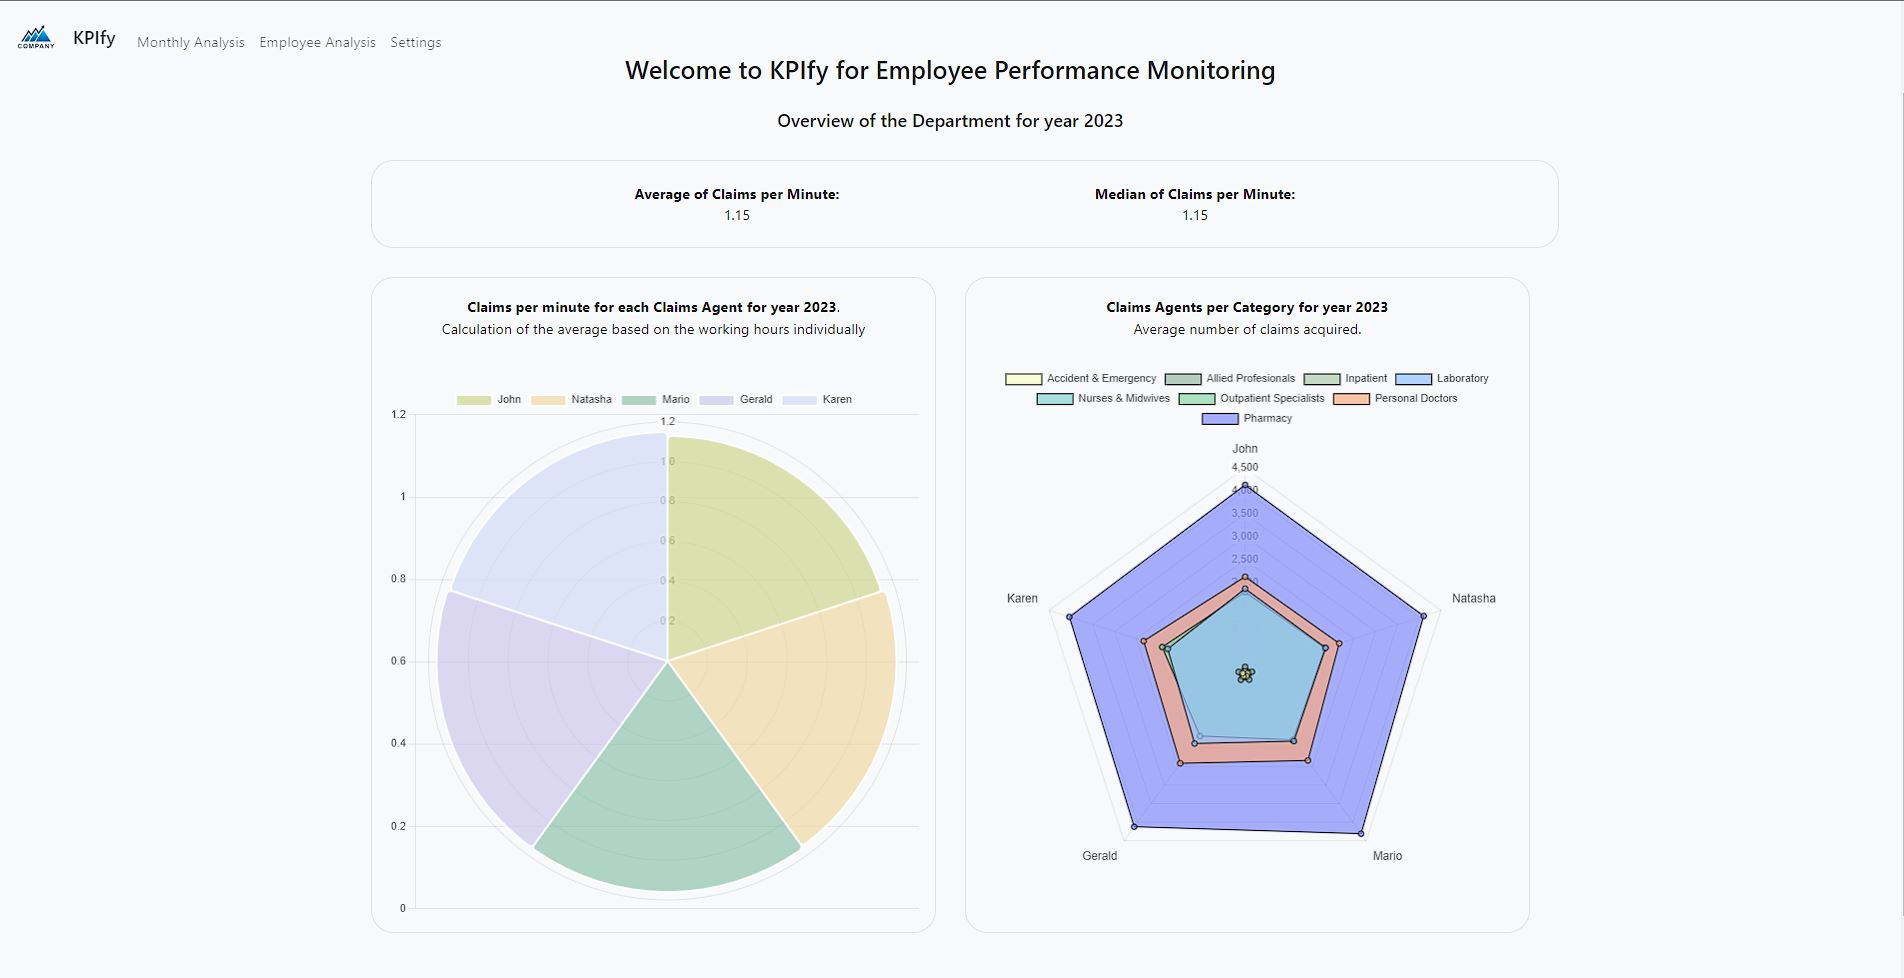 COMPANY
KPIfy
Monthly Analysis Employee Analysis Settings
Welcome to KPIfy for Employee Performance Monitoring
Overview of the Department for year 2023
Average of Claims per Minute:
1.15
Median of Claims per Minute:
1.15
Claims per minute for each Claims Agent for year 2023.
Calculation of the average based on the working hours individually
John Natasha Mario Gerald Karen
1.2
1
0.8
0.6
0.4
0.2
0
1.2
1.0
0.8
0.6
0.4
0.2
Claims Agents per Category for year 2023
Average number of claims acquired.
Accident & Emergency Allied Profesionals Inpatient Laboratory
Nurses & Midwives Outpatient Specialists Personal Doctors
Pharmacy
John
4,500
4,000
3,500
3,000
2,500
Karen
Natasha
Gerald
Mario